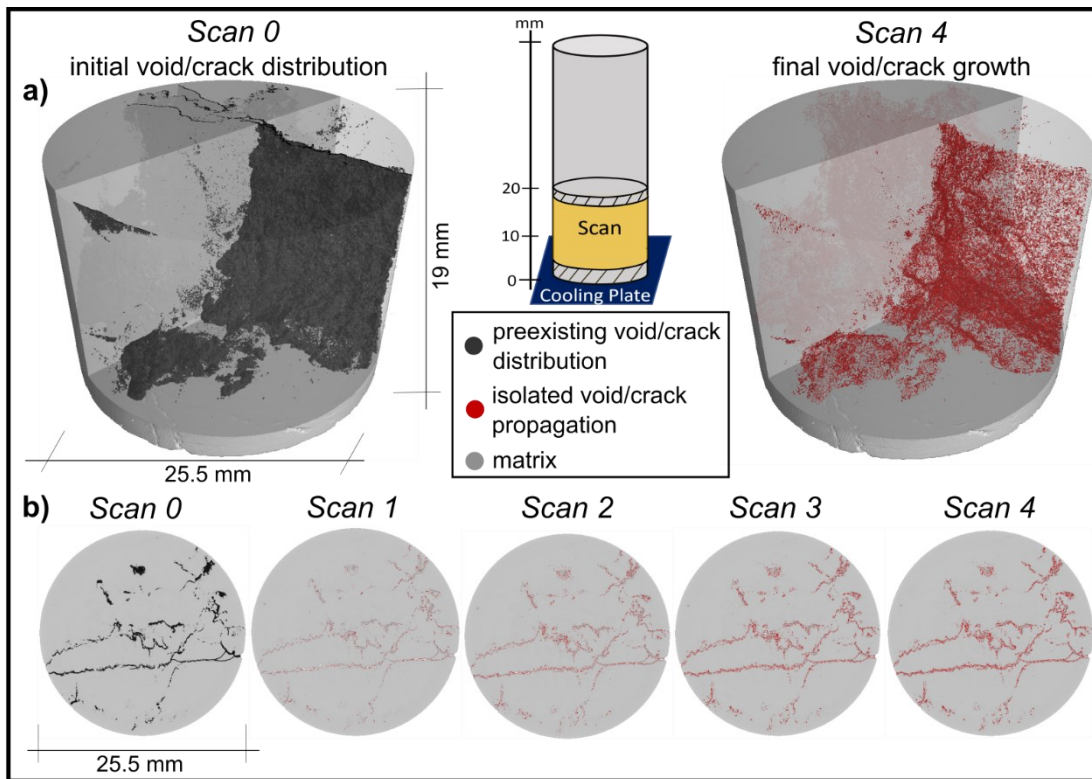 Scan 0
initial void/crack distribution
a)
19 mm
25.5 mm
mm
20
10
0
Scan
Cooling Plate
preexisting void/crack
distribution
isolated void/crack
propagation
matrix
Scan 4
final void/crack growth
b)
Scan 0
Scan 1
Scan 2
Scan 3
Scan 4
25.5 mm